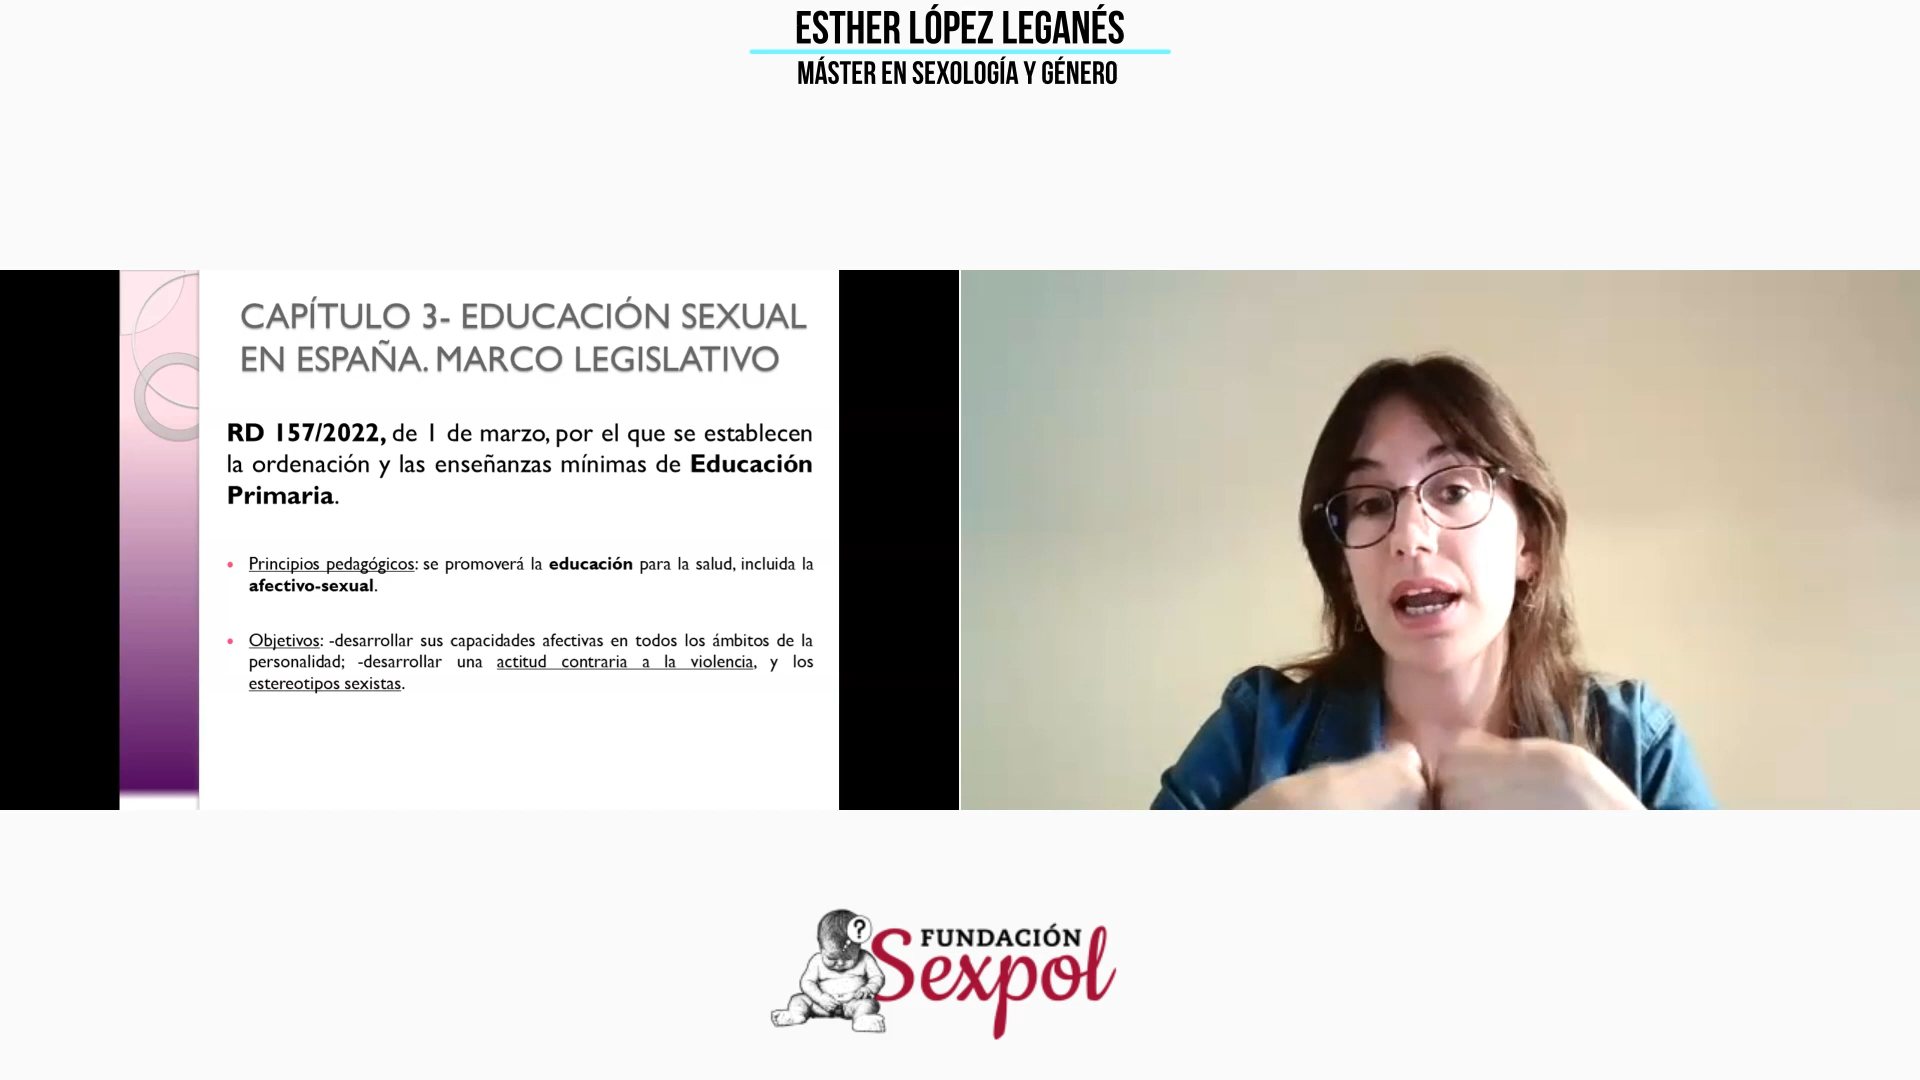 ESTHER LÓPEZ LEGANÉS
MÁSTER EN SEXOLOGÍA Y GÉNERO
CAPÍTULO 3- EDUCACIÓN SEXUAL
EN ESPAÑA. MARCO LEGISLATIVO
RD 157/2022, de 1 de marzo, por el que se establecen
la ordenación y las enseñanzas mínimas de Educación
Primaria.
• Principios pedagógicos: se promoverá la educación para la salud, incluida la
afectivo-sexual.
• Objetivos: -desarrollar sus capacidades afectivas en todos los ámbitos de la
personalidad; -desarrollar una actitud contraria a la violencia, y los
estereotipos sexistas.
?
FUNDACIÓN
Sexpol